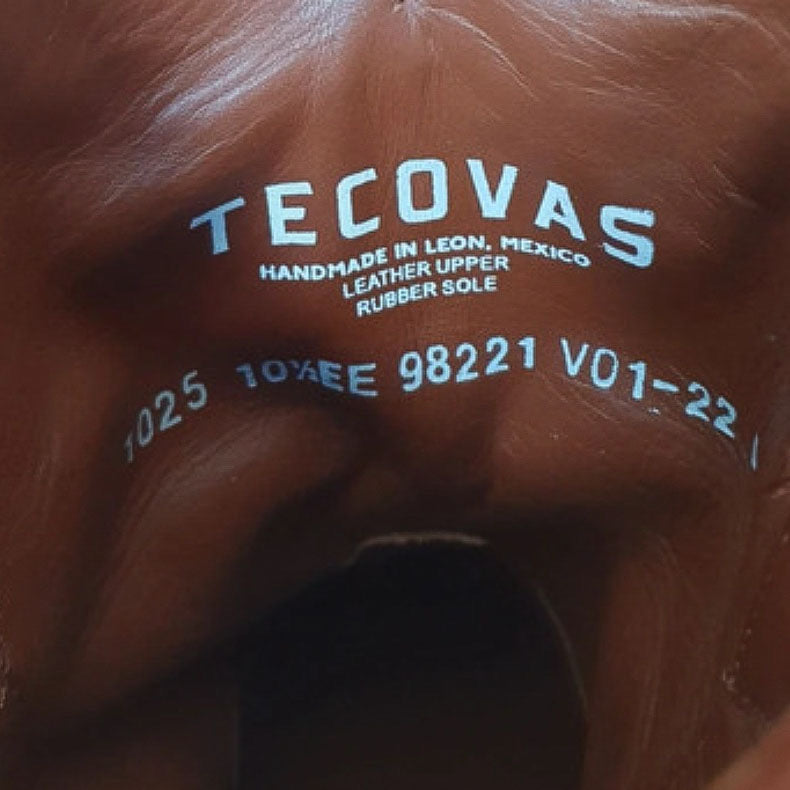 TECOVAS
HANDMADE IN LEON, MEXICO
LEATHER UPPER
RUBBER SOLE
1025 10½EE 98221 V01-22